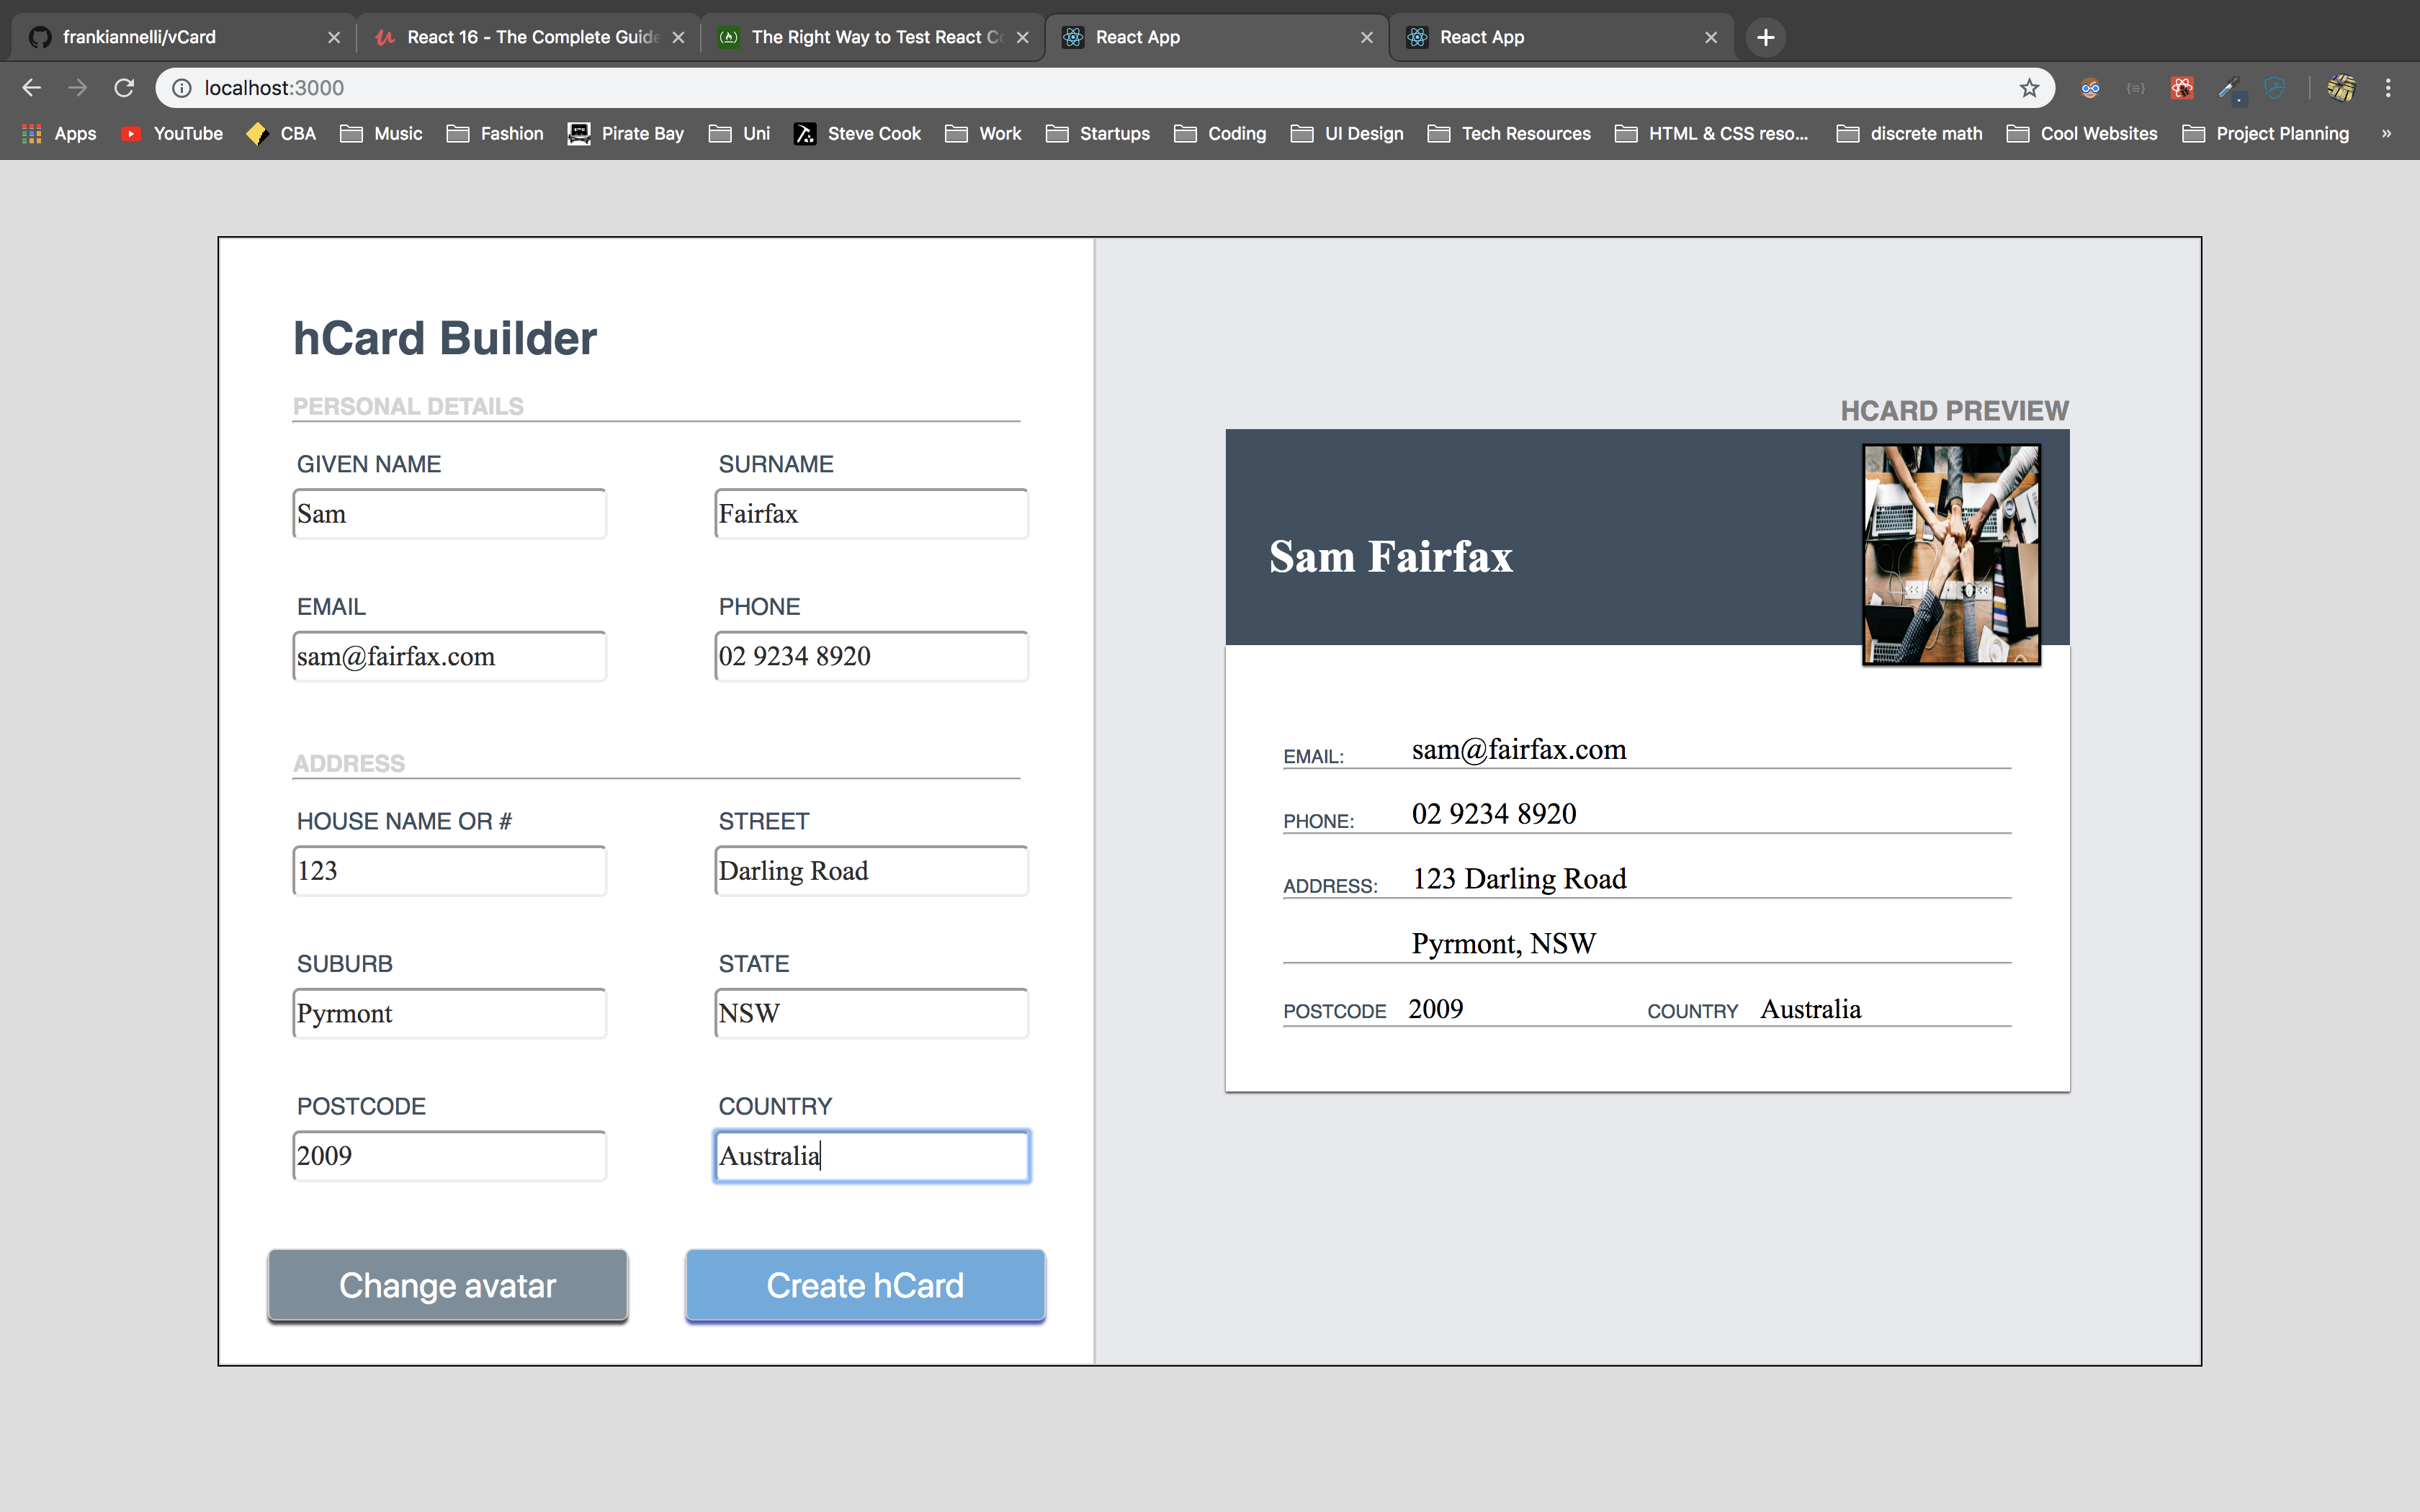 frankiannelli/vCard
React 16 - The Complete Guide
The Right Way to Test React Co
React App
React App
localhost:3000
Apps YouTube CBA Music Fashion Pirate Bay Uni Steve Cook Work Startups Coding UI Design Tech Resources HTML & CSS reso... discrete math Cool Websites Project Planning »
hCard Builder
PERSONAL DETAILS
GIVEN NAME SURNAME
Sam Fairfax
EMAIL PHONE
sam@fairfax.com 02 9234 8920
ADDRESS
HOUSE NAME OR # STREET
123 Darling Road
SUBURB STATE
Pyrmont NSW
POSTCODE COUNTRY
2009 Australia
Change avatar Create hCard
HCARD PREVIEW
Sam Fairfax
EMAIL: sam@fairfax.com
PHONE: 02 9234 8920
ADDRESS: 123 Darling Road
Pyrmont, NSW
POSTCODE 2009 COUNTRY Australia